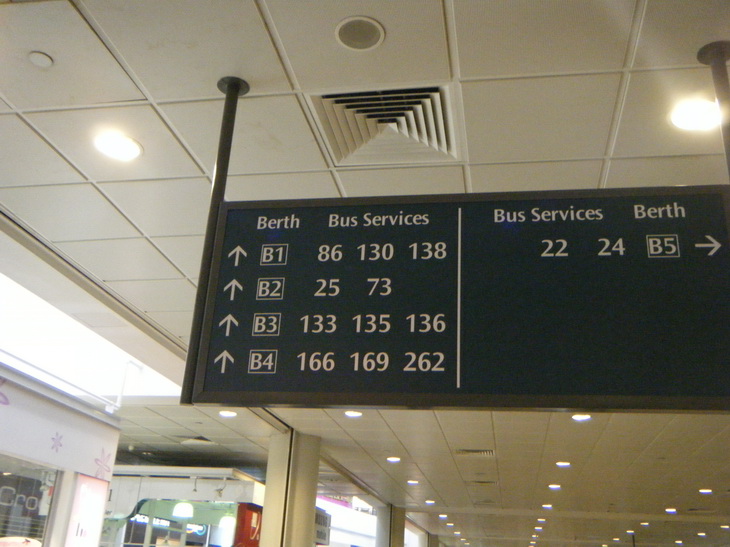 Berth Bus Services
↑ B1 86 130 138
↑ B2 25 73
↑ B3 133 135 136
↑ B4 166 169 262
Bus Services Berth
22 24 B5 →
Cro